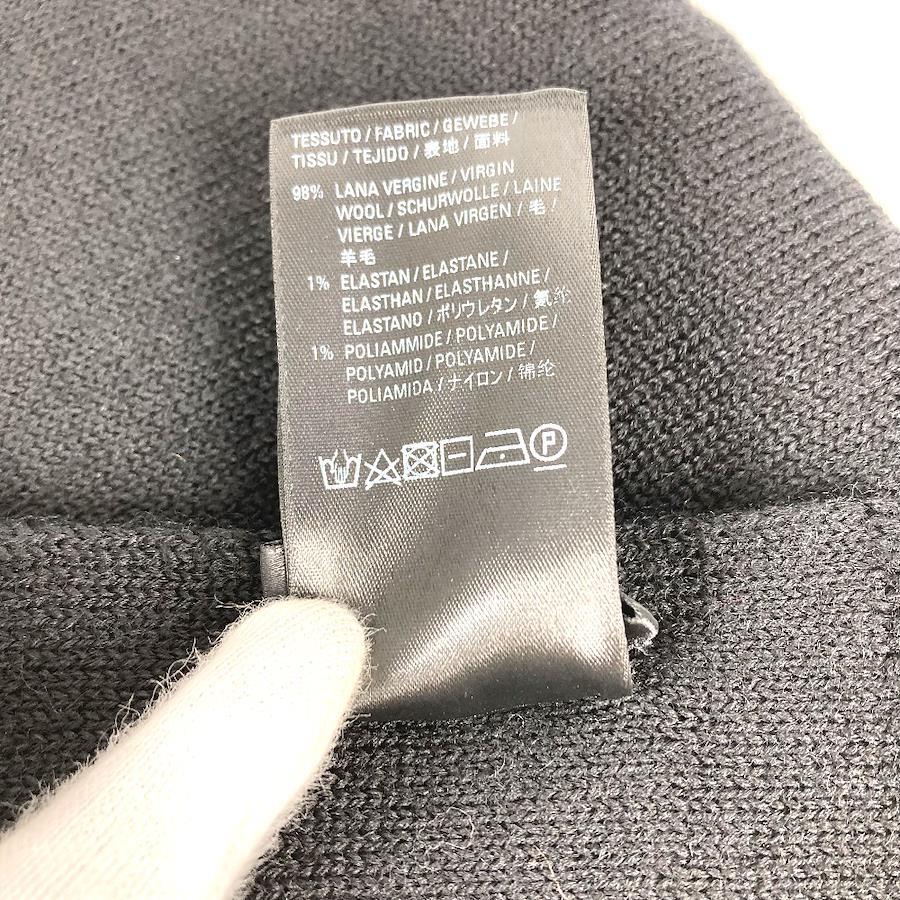 TESSUTO / FABRIC / GEWEBE /
TISSU / TEJIDO / 表地 / 面料
98% LANA VERGINE / VIRGIN
WOOL / SCHURWOLLE / LAINE
VIERGE / LANA VIRGEN / 毛 /
羊毛
1% ELASTAN / ELASTANE /
ELASTHAN / ELASTHANNE /
ELASTANO / ポリウレタン / 氨纶
1% POLIAMMIDE / POLYAMIDE /
POLYAMID / POLYAMIDE /
POLIAMIDA / ナイロン / 锦纶
P